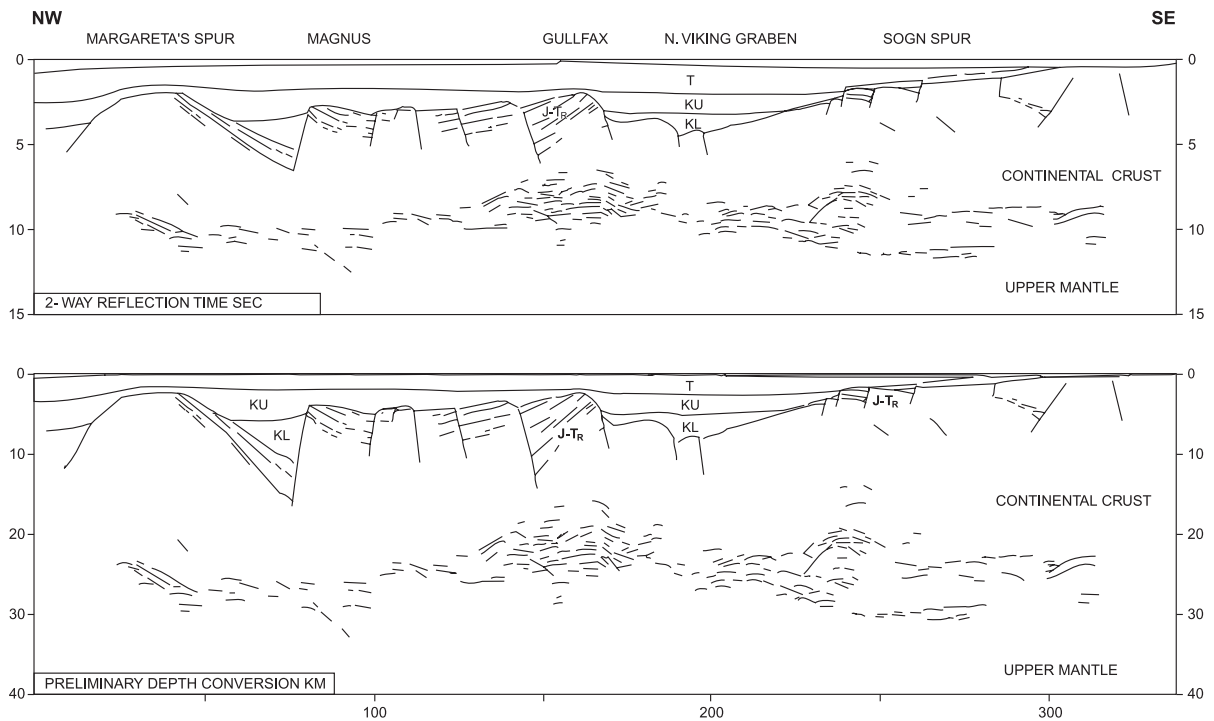 NW
SE
MARGARETA'S SPUR MAGNUS GULLFAX N. VIKING GRABEN SOGN SPUR
0 0
T
KU
J-TR
KL
5 5
CONTINENTAL CRUST
10 10
UPPER MANTLE
2- WAY REFLECTION TIME SEC
15 15
0 0
T
KU KU J-TR
KL KL
J-TR
10 10
CONTINENTAL CRUST
20 20
30 30
UPPER MANTLE
PRELIMINARY DEPTH CONVERSION KM
40 40
100 200 300